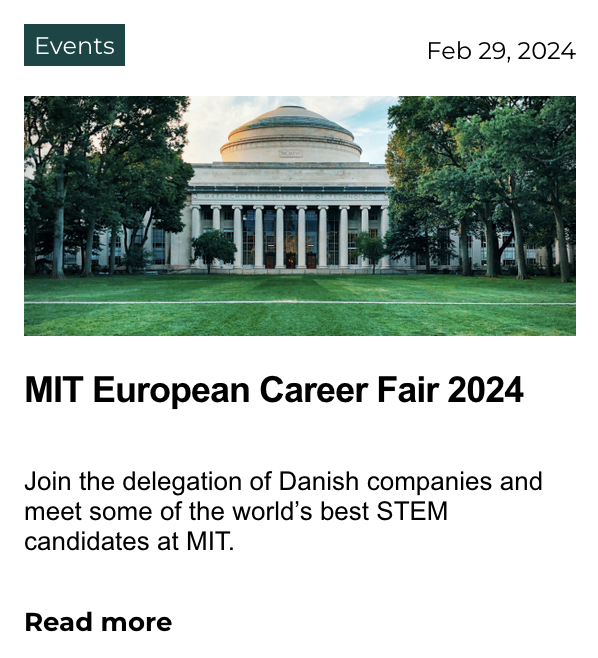 Events
Feb 29, 2024
MIT European Career Fair 2024
Join the delegation of Danish companies and
meet some of the world’s best STEM
candidates at MIT.
Read more